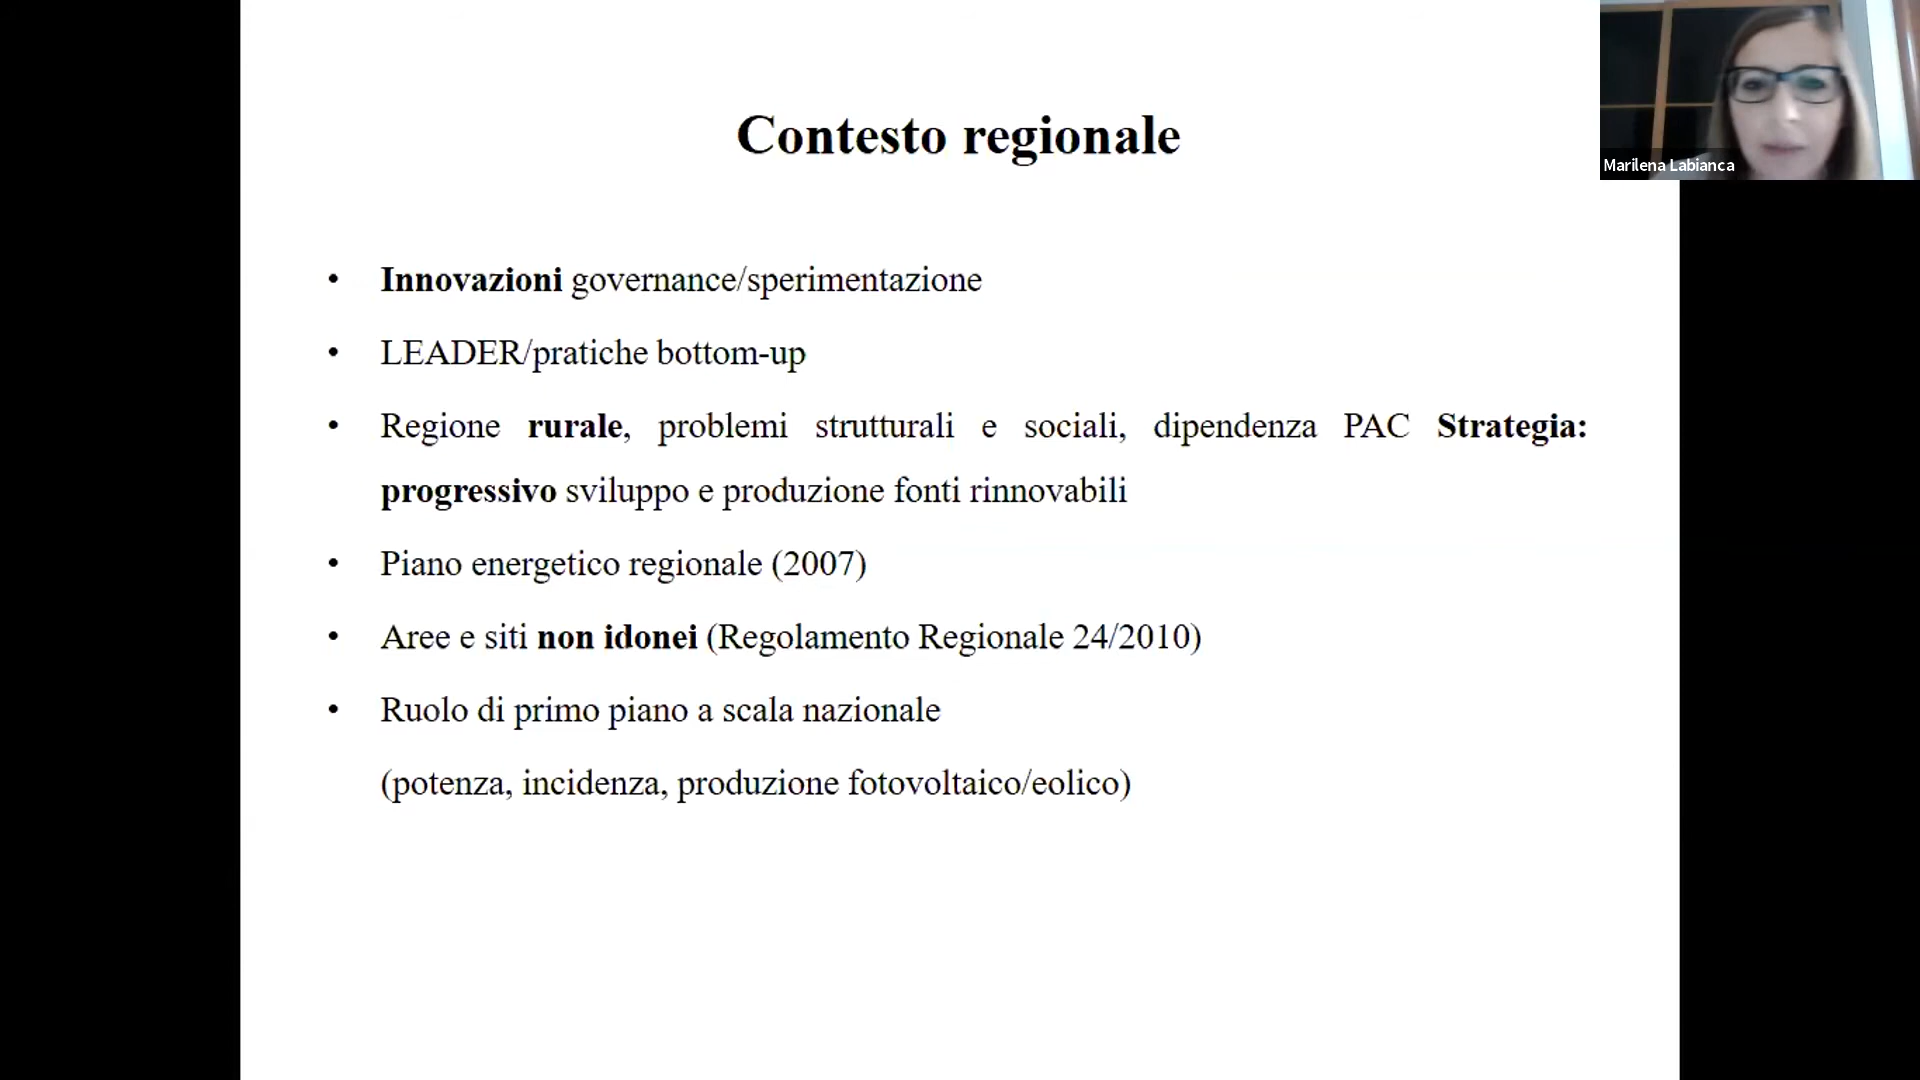 Contesto regionale
Marilena Labianca
• Innovazioni governance/sperimentazione
• LEADER/pratiche bottom-up
• Regione rurale, problemi strutturali e sociali, dipendenza PAC Strategia:
progressivo sviluppo e produzione fonti rinnovabili
• Piano energetico regionale (2007)
• Aree e siti non idonei (Regolamento Regionale 24/2010)
• Ruolo di primo piano a scala nazionale
(potenza, incidenza, produzione fotovoltaico/eolico)